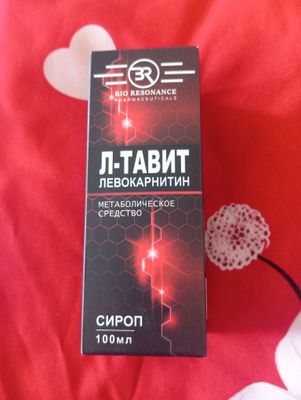 BR
BIO RESONANCE
PHARMACEUTICALS
Л-ТАВИТ
ЛЕВОКАРНИТИН
МЕТАБОЛИЧЕСКОЕ
СРЕДСТВО
СИРОП
100мл